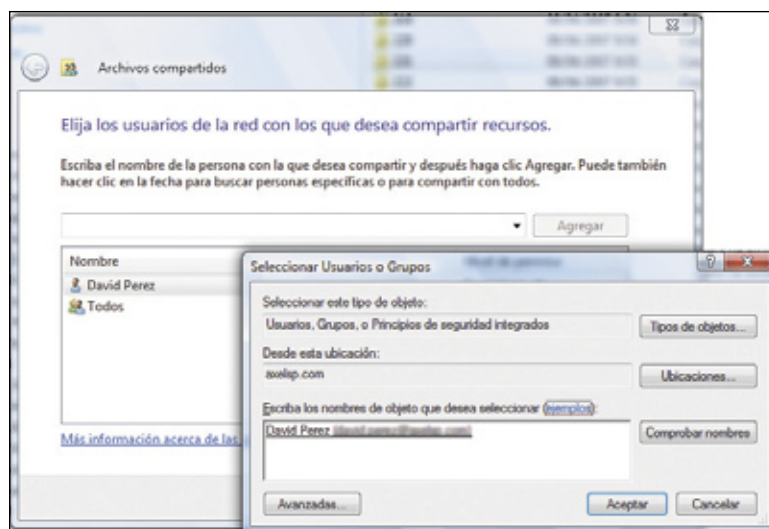 Archivos compartidos
Elija los usuarios de la red con los que desea compartir recursos.
Escriba el nombre de la persona con la que desea compartir y después haga clic Agregar. Puede también
hacer clic en la fecha para buscar personas específicas o para compartir con todos.
Agregar
Nombre
David Perez
Todos
Más información acerca de las
Seleccionar Usuarios o Grupos
Seleccionar este tipo de objeto:
Usuarios, Grupos, o Principios de seguridad integrados
Tipos de objetos...
Desde esta ubicación:
axelsp.com
Ubicaciones...
Escriba los nombres de objeto que desea seleccionar (ejemplos):
David Perez
Comprobar nombres
Avanzadas...
Aceptar
Cancelar